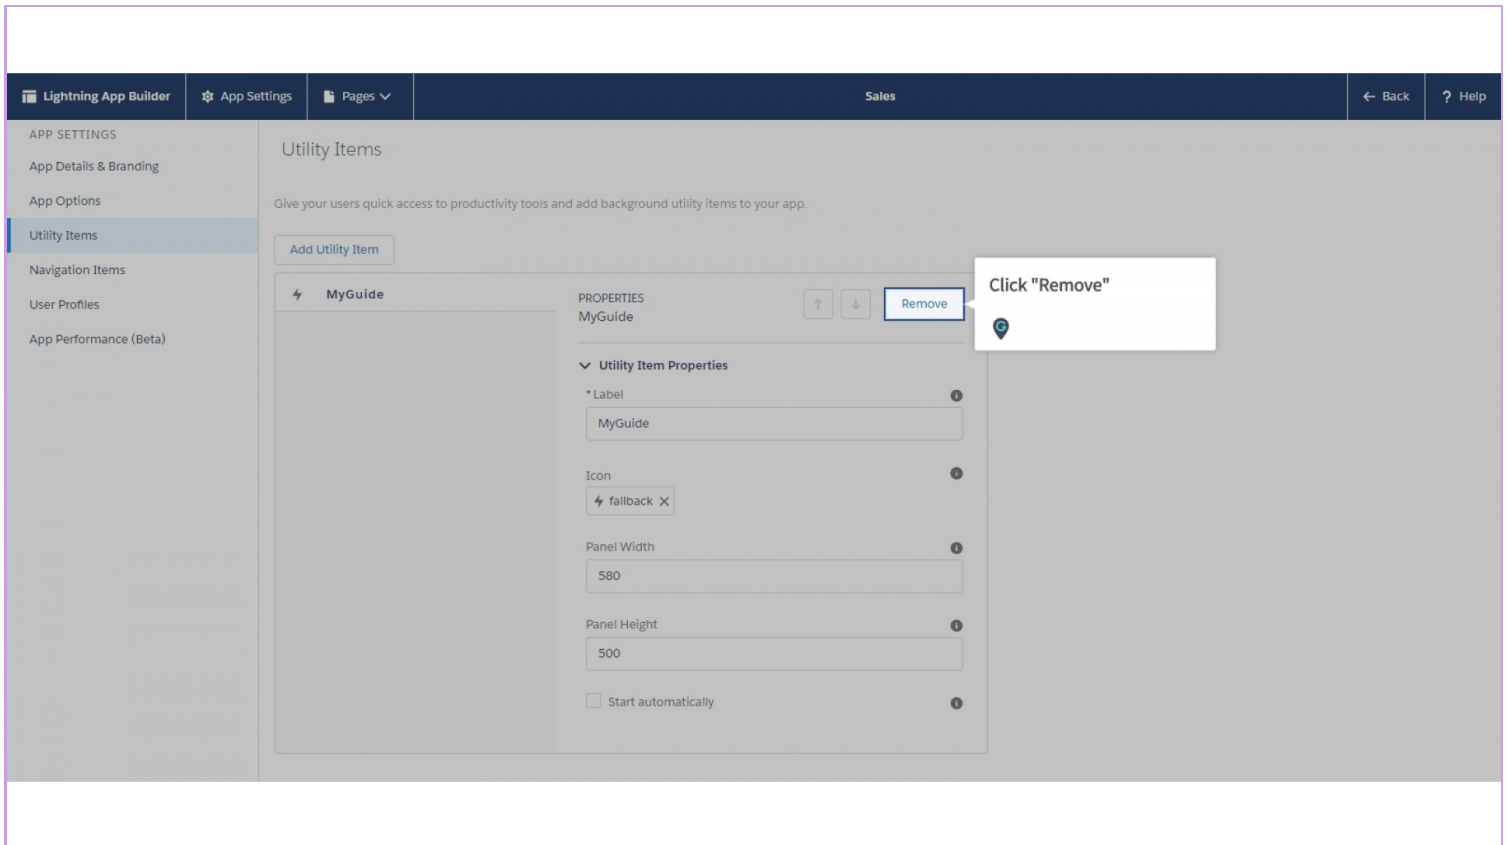 Lightning App Builder
App Settings
Pages
Sales
Back
? Help
APP SETTINGS
App Details & Branding
App Options
Utility Items
Navigation Items
User Profiles
App Performance (Beta)
Utility Items
Give your users quick access to productivity tools and add background utility items to your app.
Add Utility Item
MyGuide
PROPERTIES
MyGuide
Remove
Click "Remove"
G
Utility Item Properties
* Label
MyGuide
Icon
fallback
Panel Width
580
Panel Height
500
Start automatically